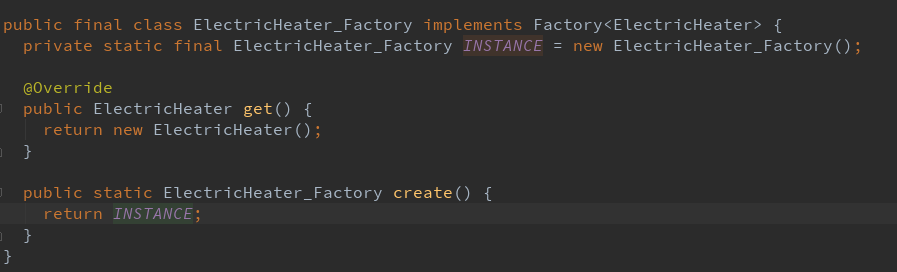 public final class ElectricHeater_Factory implements Factory<ElectricHeater> {
  private static final ElectricHeater_Factory INSTANCE = new ElectricHeater_Factory();

  @Override
  public ElectricHeater get() {
    return new ElectricHeater();
  }

  public static ElectricHeater_Factory create() {
    return INSTANCE;
  }
}